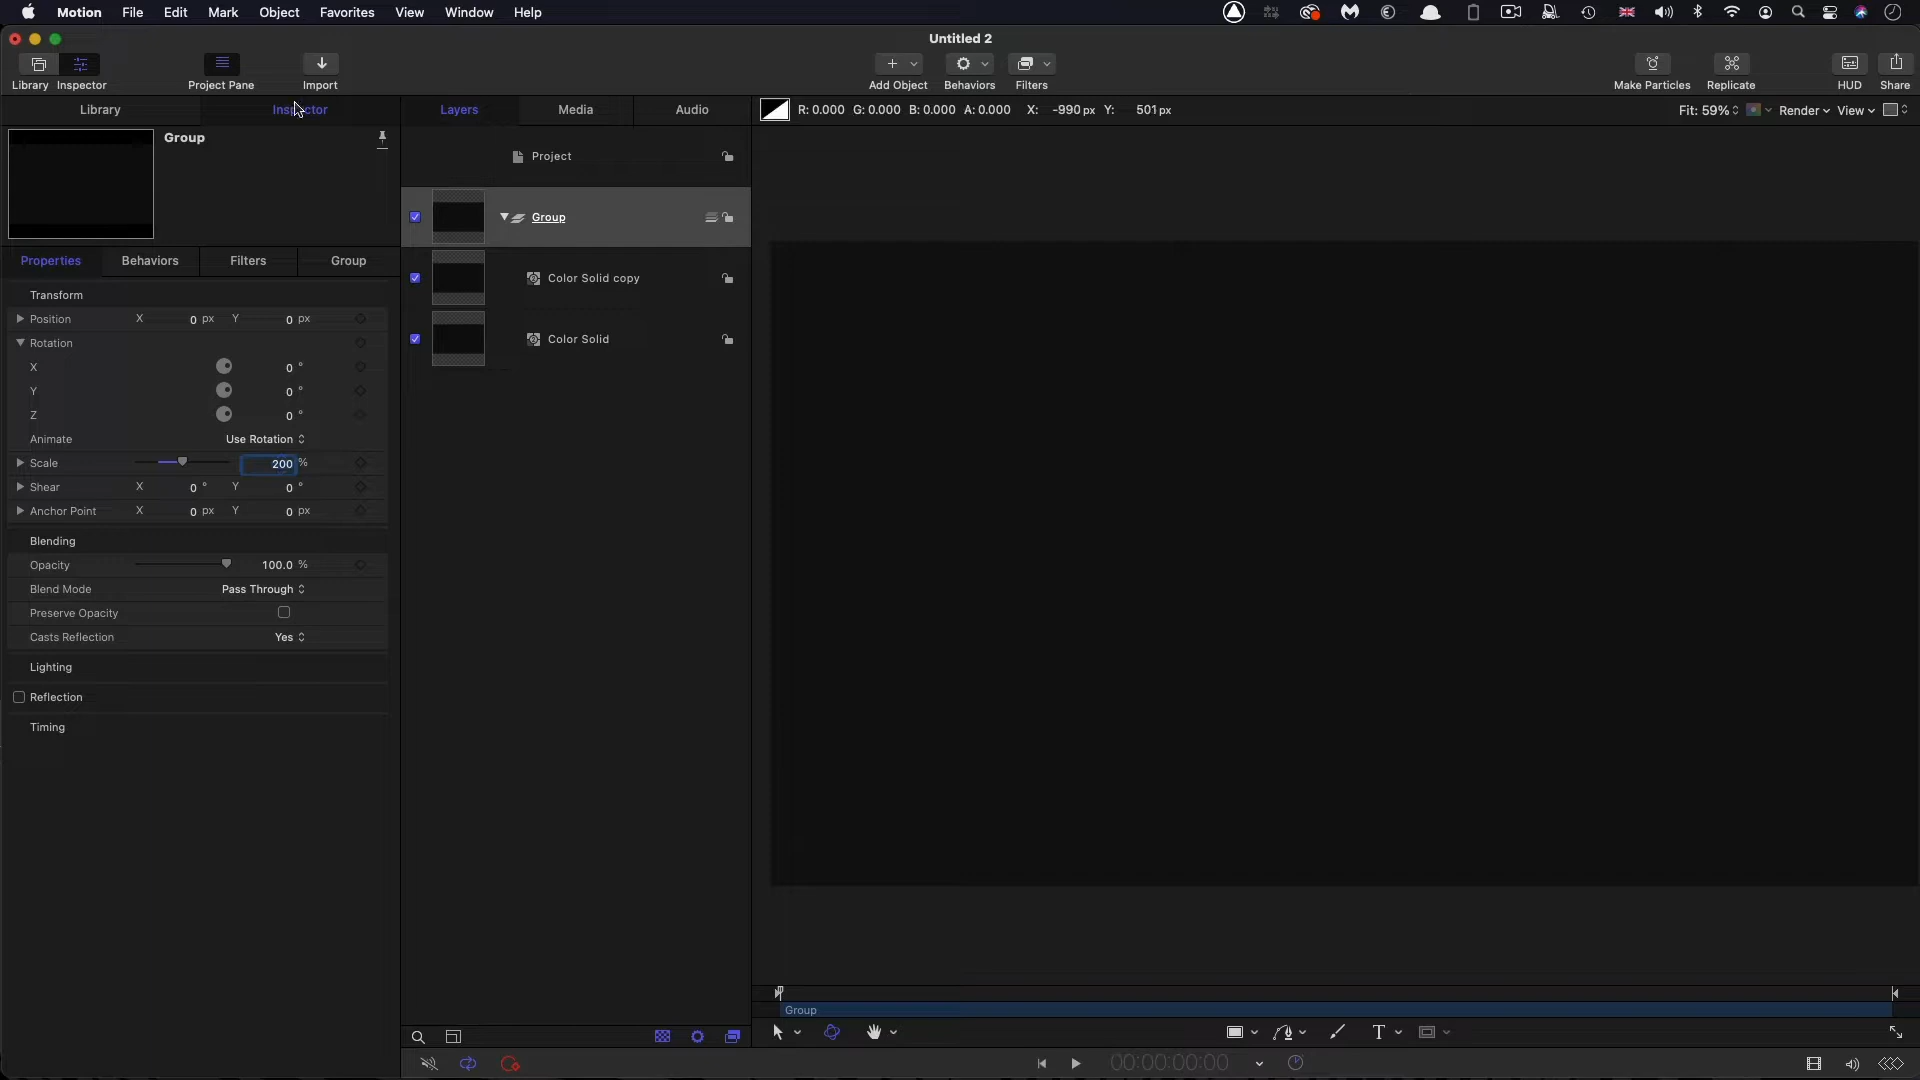 Motion File Edit Mark Object Favorites View Window Help
Untitled 2
Library Inspector Project Pane Import Add Object Behaviors Filters Make Particles Replicate HUD Share
Library Inspector Layers Media Audio R: 0.000 G: 0.000 B: 0.000 A: 0.000 X: -990 px Y: 501 px Fit: 59% Render View
Group
Project
Group
Properties Behaviors Filters Group
Color Solid copy
Color Solid
Transform
Position X 0 px Y 0 px
Rotation
X 0 °
Y 0 °
Z 0 °
Animate Use Rotation
Scale 200 %
Shear X 0 ° Y 0 °
Anchor Point X 0 px Y 0 px
Blending
Opacity 100.0 %
Blend Mode Pass Through
Preserve Opacity
Casts Reflection Yes
Lighting
Reflection
Timing
Group
T
00:00:00:00